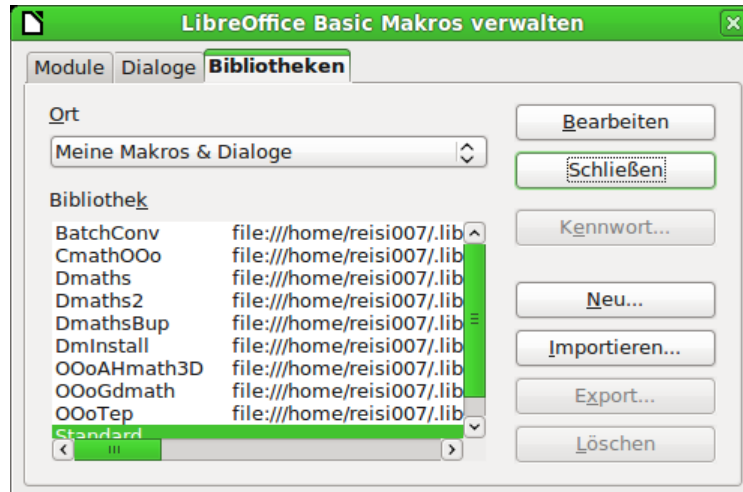 LibreOffice Basic Makros verwalten
Module Dialoge Bibliotheken
Ort
Meine Makros & Dialoge
Bibliothek
BatchConv file:///home/reisi007/.lib
CmathOOo file:///home/reisi007/.lib
Dmaths file:///home/reisi007/.lib
Dmaths2 file:///home/reisi007/.lib
DmathsBup file:///home/reisi007/.lib
DmInstall file:///home/reisi007/.lib
OOoAHmath3D file:///home/reisi007/.lib
OOoGdmath file:///home/reisi007/.lib
OOoTep file:///home/reisi007/.lib
Standard
Bearbeiten
Schließen
Kennwort...
Neu...
Importieren...
Export...
Löschen